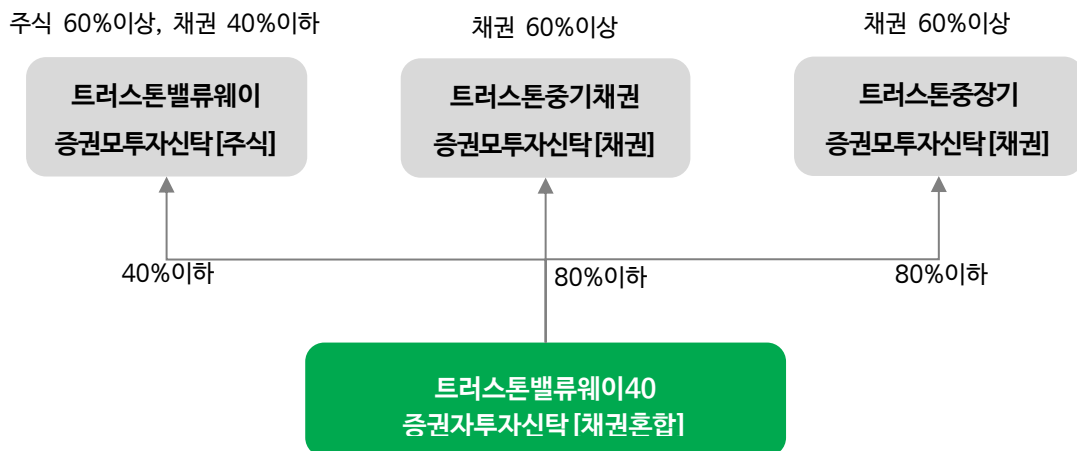 주식 60%이상, 채권 40%이하
채권 60%이상
채권 60%이상
트러스톤밸류웨이
증권모투자신탁[주식]
트러스톤중기채권
증권모투자신탁[채권]
트러스톤중장기
증권모투자신탁[채권]
40%이하
80%이하
80%이하
트러스톤밸류웨이40
증권자투자신탁[채권혼합]